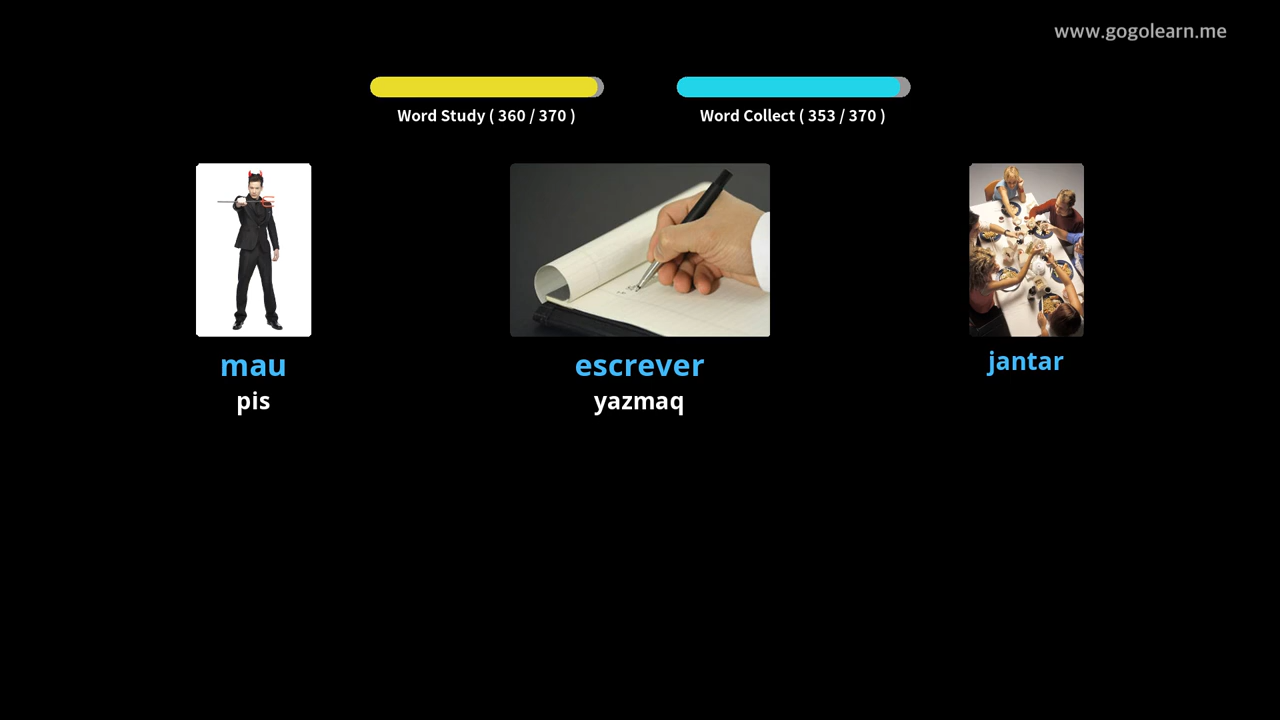 www.gogolearn.me
Word Study ( 360 / 370 )
Word Collect ( 353 / 370 )
mau
pis
escrever
yazmaq
jantar